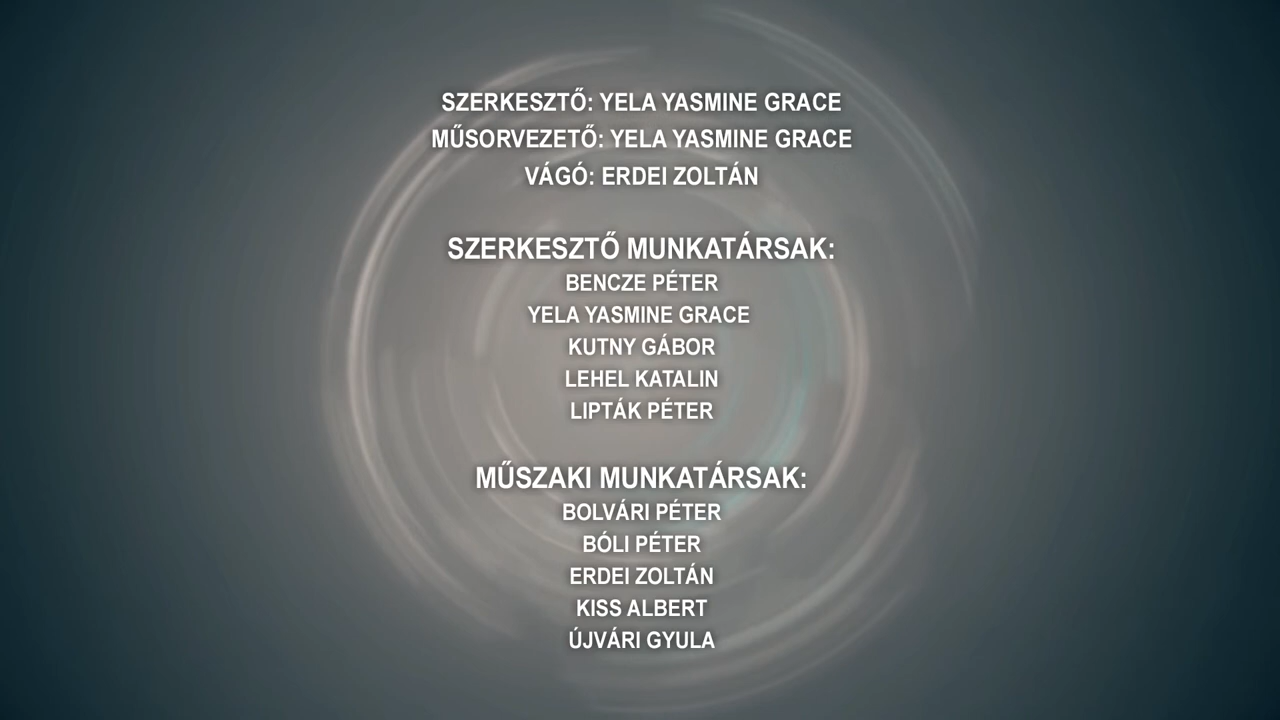 SZERKESZTŐ: YELA YASMINE GRACE
MŰSORVEZETŐ: YELA YASMINE GRACE
VÁGÓ: ERDEI ZOLTÁN
SZERKESZTŐ MUNKATÁRSAK:
BENCZE PÉTER
YELA YASMINE GRACE
KUTNY GÁBOR
LEHEL KATALIN
LIPTÁK PÉTER
MŰSZAKI MUNKATÁRSAK:
BOLVÁRI PÉTER
BÓLI PÉTER
ERDEI ZOLTÁN
KISS ALBERT
ÚJVÁRI GYULA